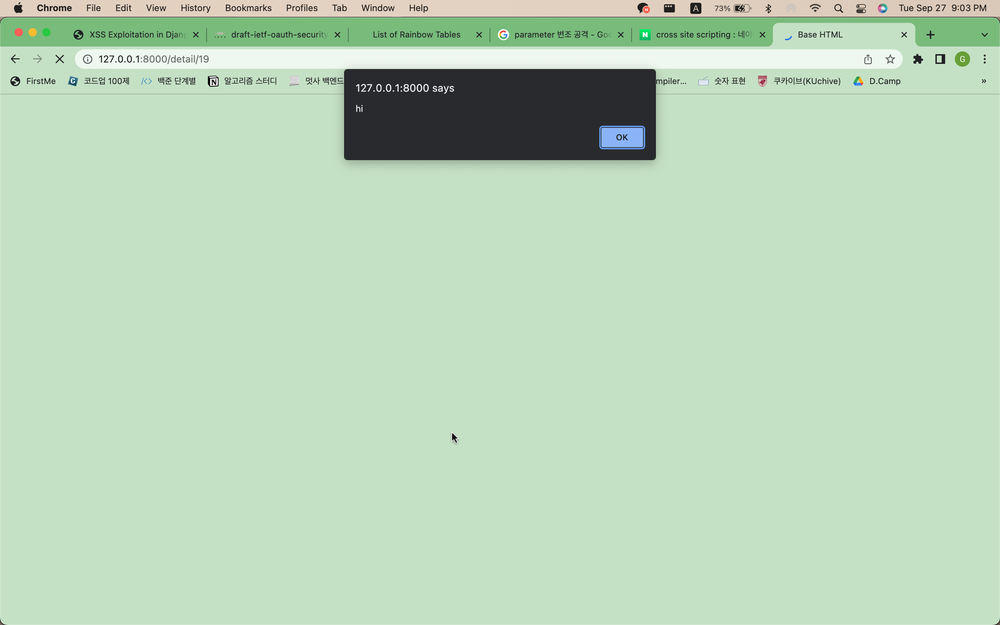 Chrome File Edit View History Bookmarks Profiles Tab Window Help N A 73% Tue Sep 27 9:03 PM
XSS Exploitation in Djang draft-ietf-oauth-security List of Rainbow Tables parameter 변조 공격 - Goo N cross site scripting : 네이 Base HTML
127.0.0.1:8000/detail/19 G
FirstMe C 코드업 100제 /<> 백준 단계별 N 알고리즘 스터디 멋사 백엔드 mpiler... 숫자 표현 쿠카이브(KUchive) D.Camp »
127.0.0.1:8000 says
hi
OK